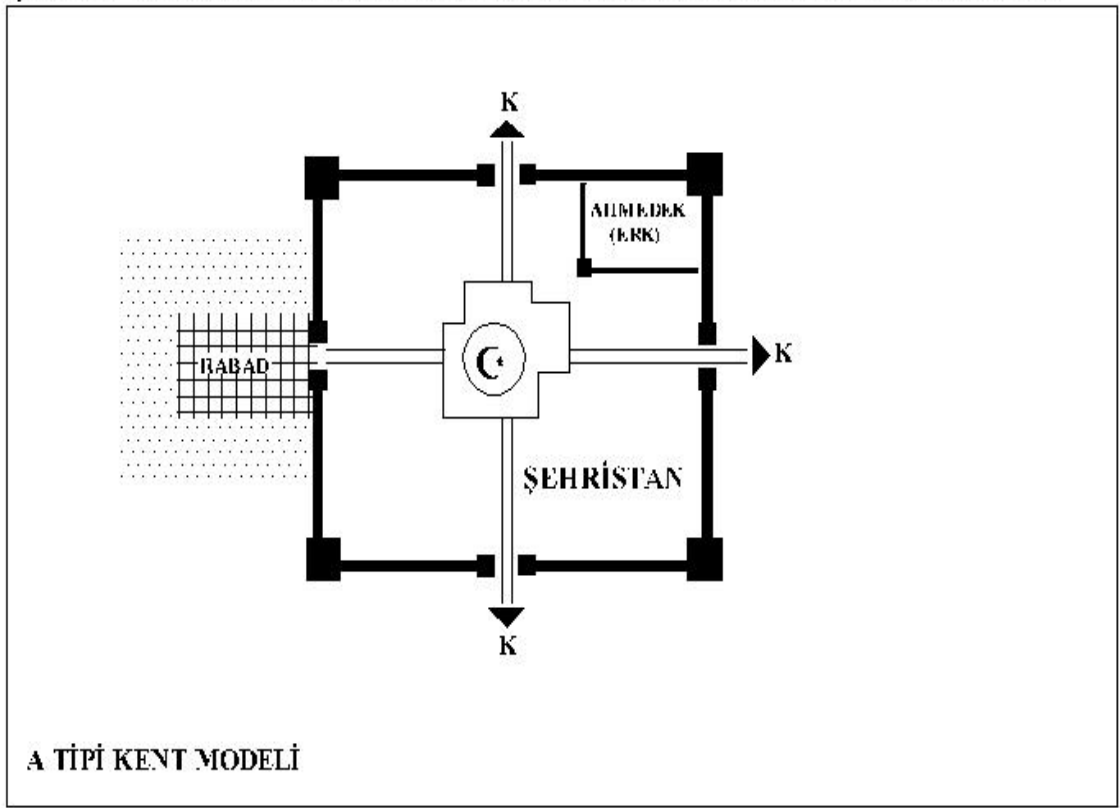 K
AHMEDEK
(ERK)
K
RABAD
ŞEHRİSTAN
K
A TİPİ KENT MODELİ